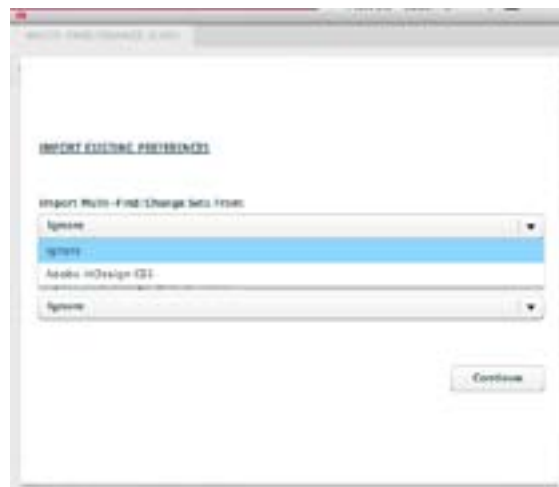 IMPORT EXISTING PREFERENCES
Import Multi-Find/Change Sets From:
Ignore
Ignore
Adobe InDesign CS5
Ignore
Continue